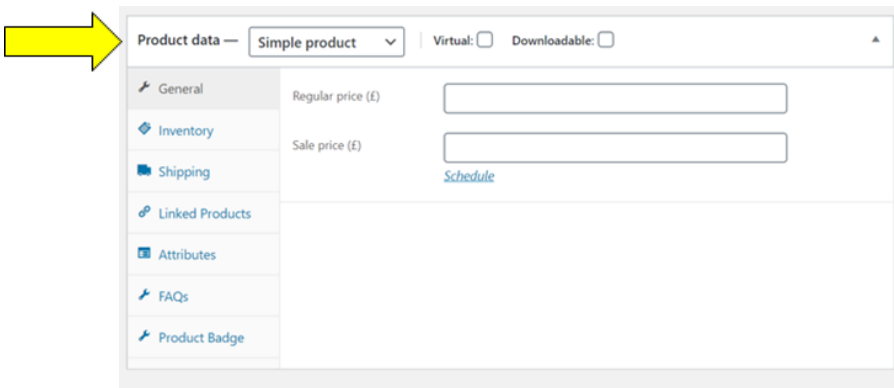 Product data — Simple product Virtual: Downloadable:
General
Regular price (£)
Inventory
Sale price (£)
Schedule
Shipping
Linked Products
Attributes
FAQs
Product Badge